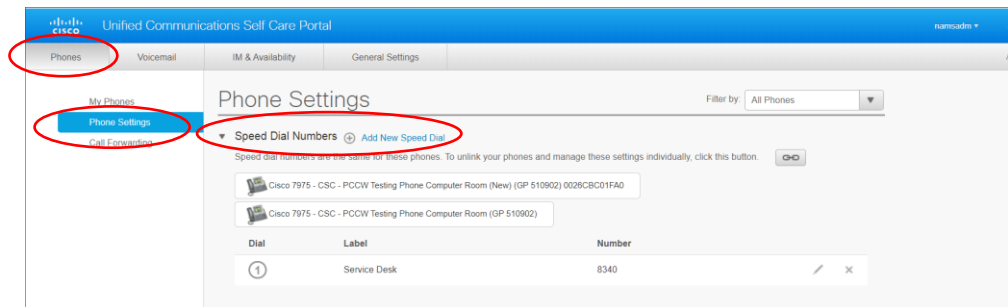 cisco Unified Communications Self Care Portal namsadm
Phones Voicemail IM & Availability General Settings
My Phones
Phone Settings
Call Forwarding
Phone Settings
Filter by: All Phones
Speed Dial Numbers Add New Speed Dial
Speed dial numbers are the same for these phones. To unlink your phones and manage these settings individually, click this button.
Cisco 7975 - CSC - PCCW Testing Phone Computer Room (New) (GP 510902) 0026CBC01FA0
Cisco 7975 - CSC - PCCW Testing Phone Computer Room (GP 510902)
Dial Label Number
1 Service Desk 8340